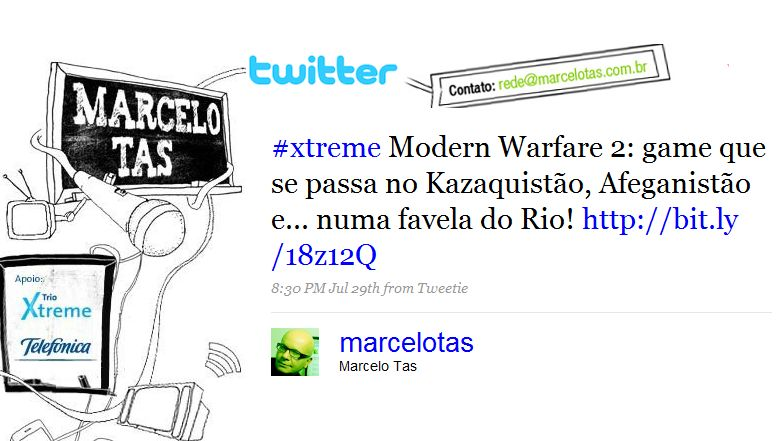 MARCELO
TAS
Apoio:
Trio
Xtreme
Telefônica
twitter
Contato: rede@marcelotas.com.br
#xtreme Modern Warfare 2: game que
se passa no Kazaquistão, Afeganistão
e... numa favela do Rio! http://bit.ly
/18z12Q
8:30 PM Jul 29th from Tweetie
marcelotas
Marcelo Tas